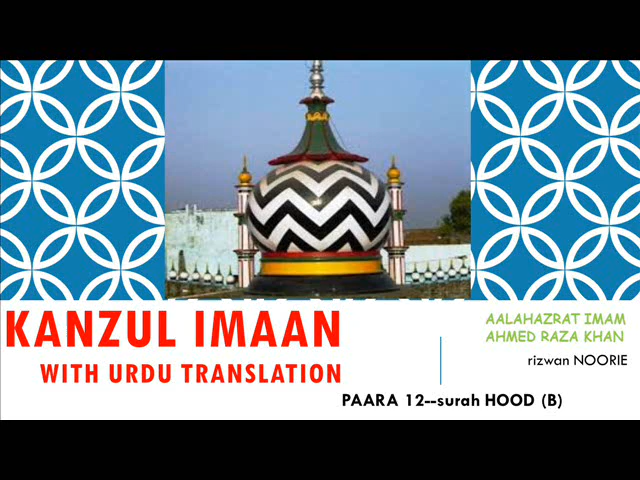 KANZUL IMAAN
WITH URDU TRANSLATION
AALAHAZRAT IMAM
AHMED RAZA KHAN
rizwan NOORIE
PAARA 12--surah HOOD (B)